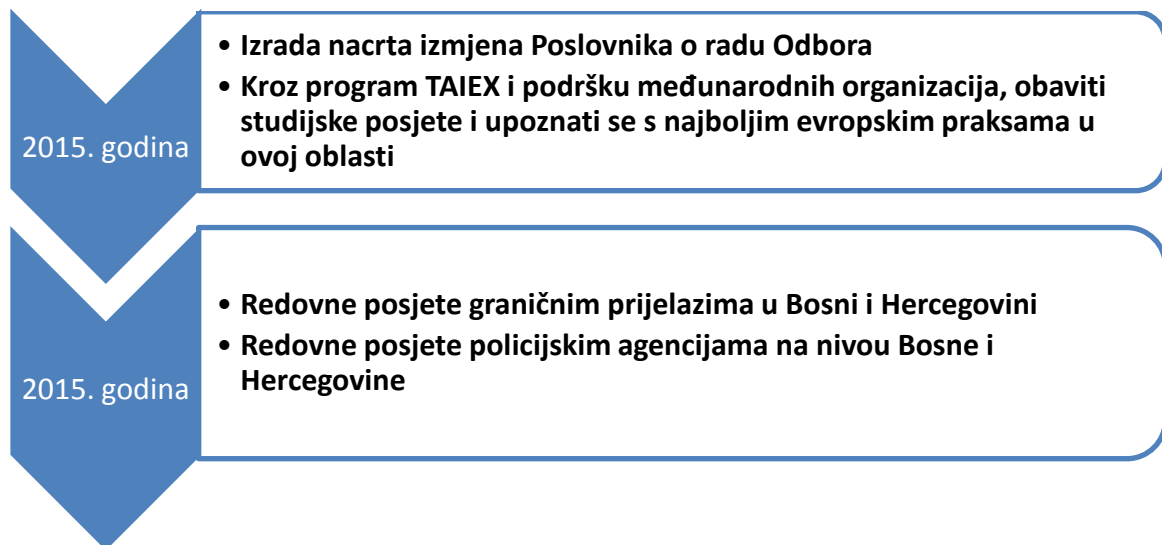 2015. godina
• Izrada nacrta izmjena Poslovnika o radu Odbora
• Kroz program TAIEX i podršku međunarodnih organizacija, obaviti
studijske posjete i upoznati se s najboljim evropskim praksama u
ovoj oblasti
2015. godina
• Redovne posjete graničnim prijelazima u Bosni i Hercegovini
• Redovne posjete policijskim agencijama na nivou Bosne i
Hercegovine